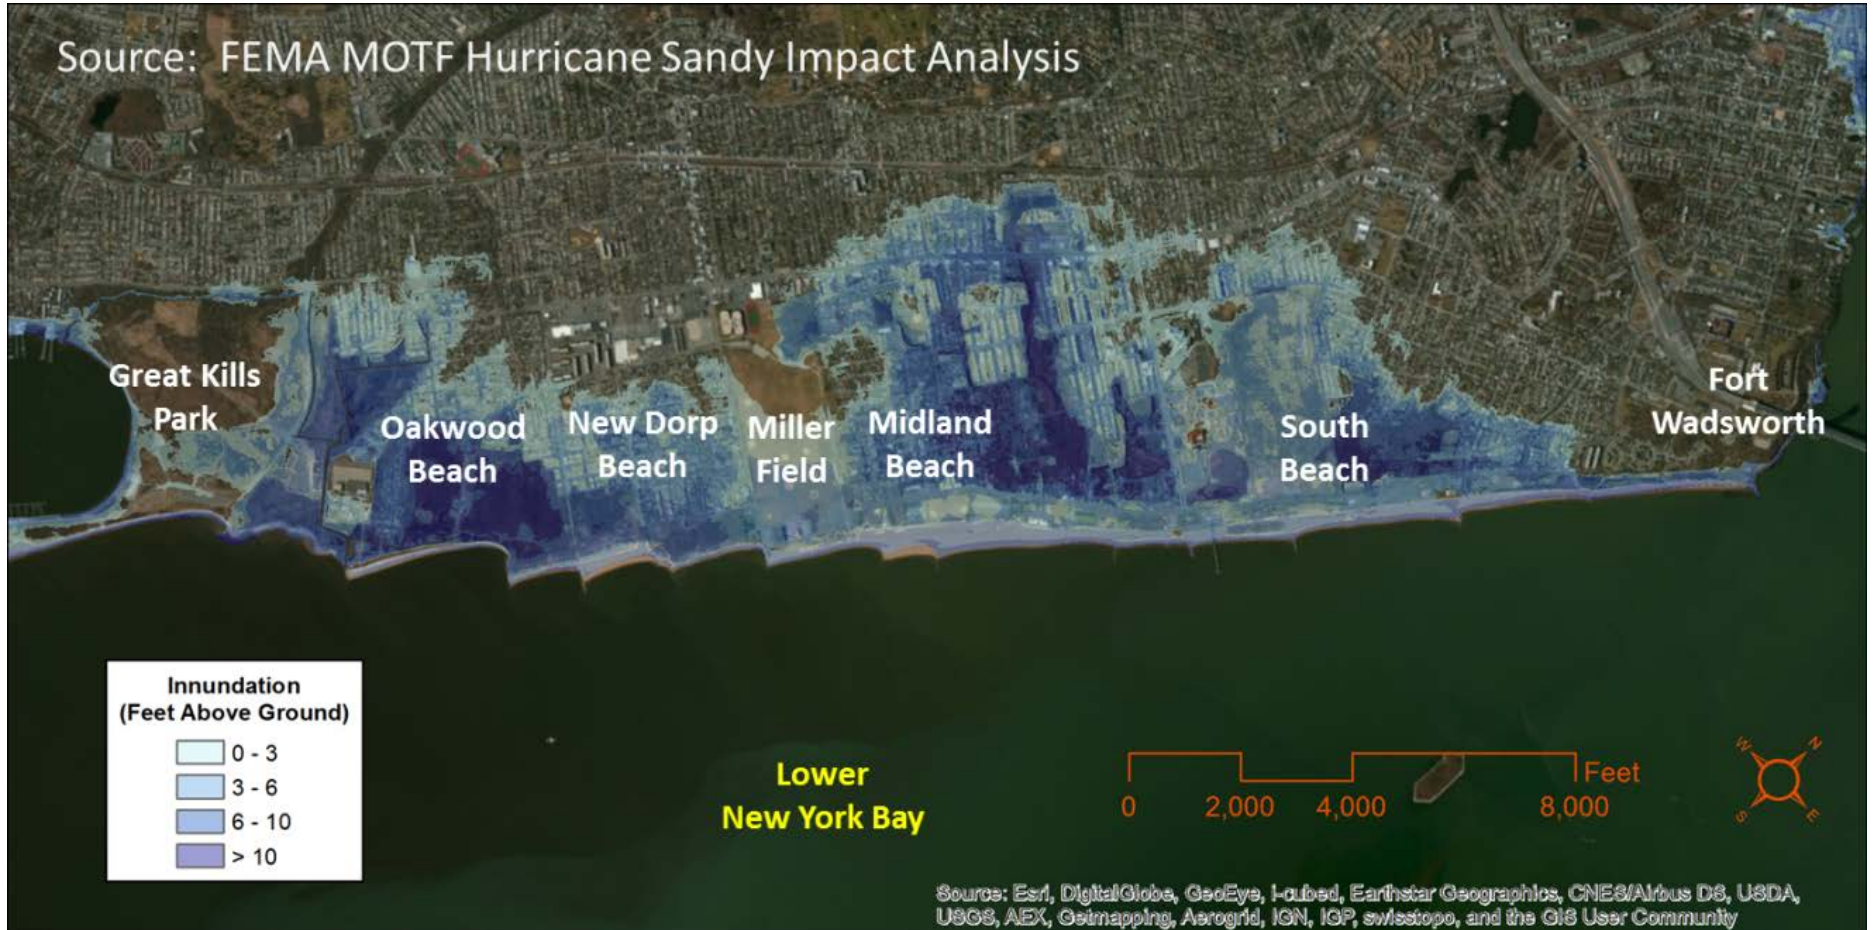 Source: FEMA MOTF Hurricane Sandy Impact Analysis
Great Kills
Park
Oakwood
Beach
New Dorp
Beach
Miller
Field
Midland
Beach
South
Beach
Fort
Wadsworth
Innundation
(Feet Above Ground)
0 - 3
3 - 6
6 - 10
> 10
Lower
New York Bay
Feet
0 2,000 4,000 8,000
W N
S E
Source: Esri, DigitalGlobe, GeoEye, i-cubed, Earthstar Geographics, CNES/Airbus DS, USDA,
USGS, AEX, Getmapping, Aerogrid, IGN, IGP, swisstopo, and the GIS User Community